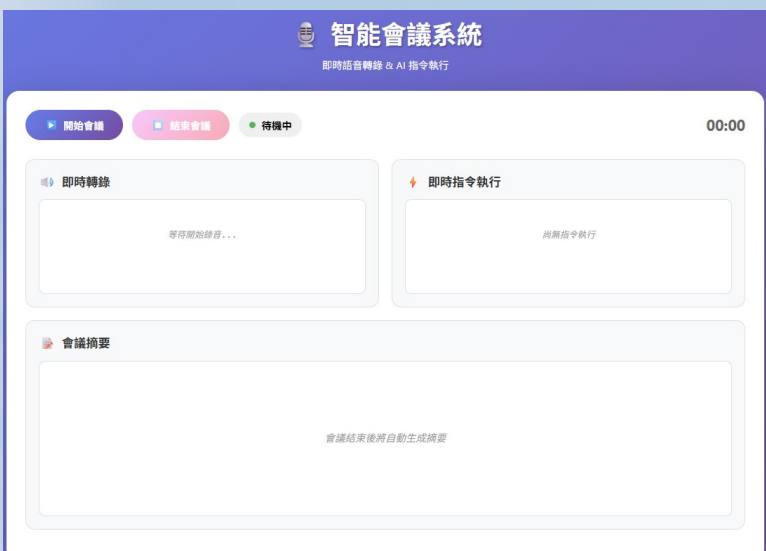 智能會議系統
即時語音轉錄 & AI 指令執行
開始會議
結束會議
待機中
00:00
即時轉錄
即時指令執行
等待開始錄音...
尚無指令執行
會議摘要
會議結束後將自動生成摘要